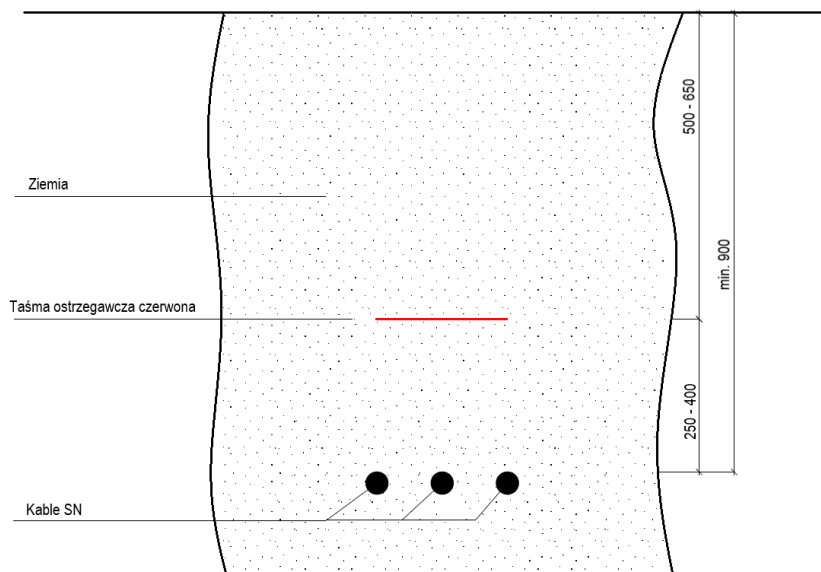 500 - 650
Ziemia
min. 900
Taśma ostrzegawcza czerwona
250 - 400
Kable SN